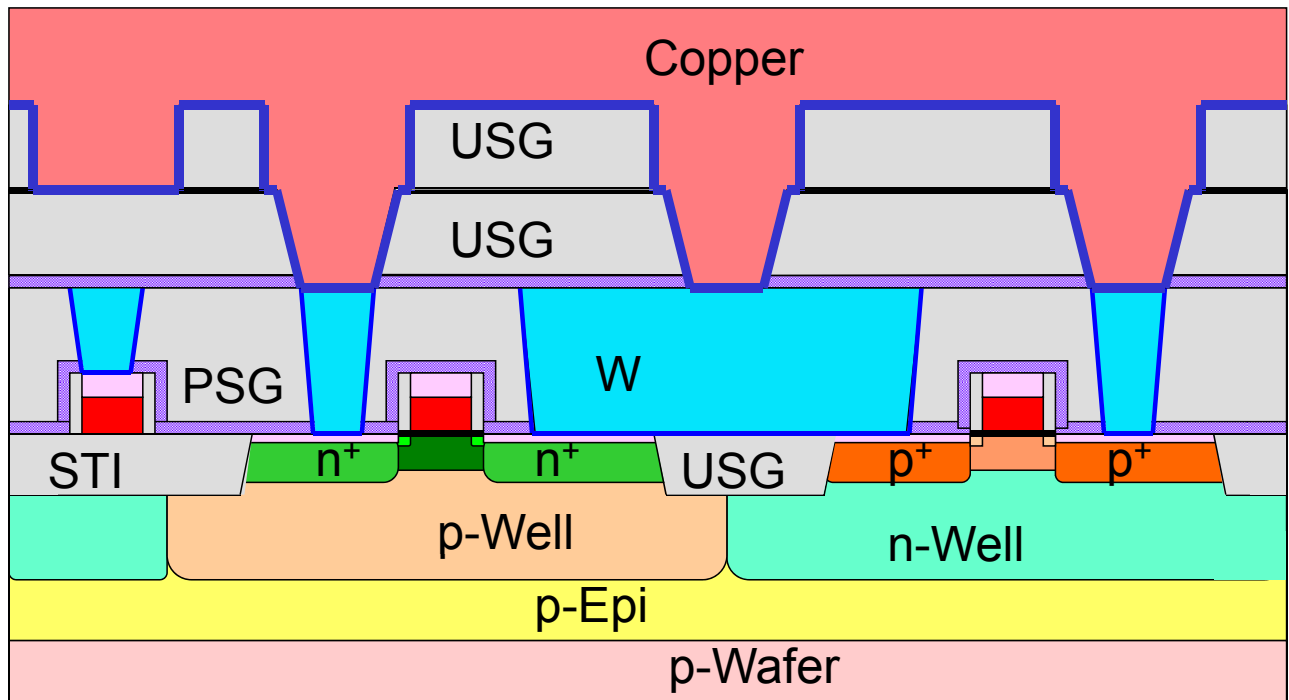 Copper
USG
USG
W
PSG
n⁺
n⁺
p⁺
p⁺
STI
USG
p-Well
n-Well
p-Epi
p-Wafer